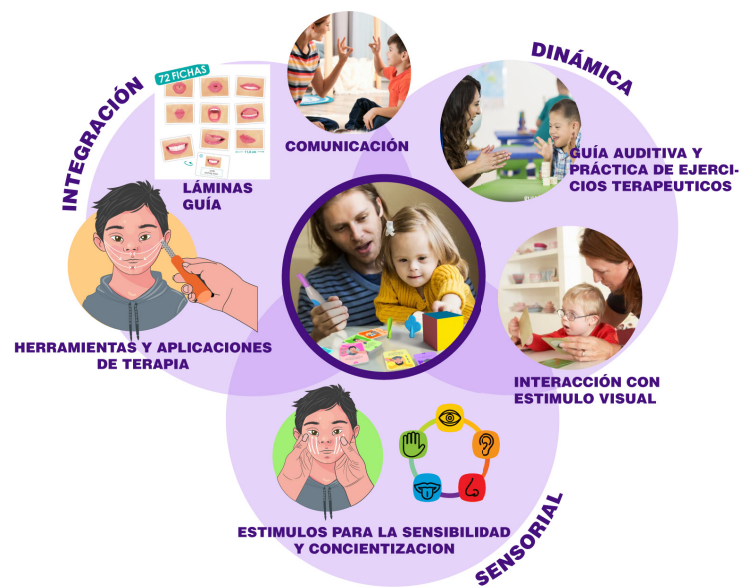 INTEGRACIÓN
72 FICHAS
LÁMINAS
GUÍA
COMUNICACIÓN
DINÁMICA
GUÍA AUDITIVA Y
PRÁCTICA DE EJERCI-
CIOS TERAPEUTICOS
HERRAMIENTAS Y APLICACIONES
DE TERAPIA
INTERACCIÓN CON
ESTIMULO VISUAL
ESTIMULOS PARA LA SENSIBILIDAD
Y CONCIENTIZACION
SENSORIAL